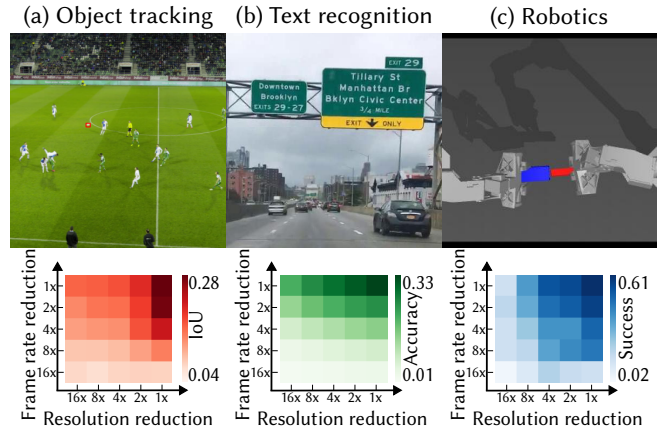 (a) Object tracking
(b) Text recognition
(c) Robotics
EXIT 29
Downtown
Brooklyn
EXITS 29-27
Tillary St
Manhattan Br
Bklyn Civic Center
3/4 MILE
EXIT ONLY
Frame rate reduction
1x
2x
4x
8x
16x
16x 8x 4x 2x 1x
Resolution reduction
0.28
IoU
0.04
Frame rate reduction
1x
2x
4x
8x
16x
16x 8x 4x 2x 1x
Resolution reduction
0.33
Accuracy
0.01
Frame rate reduction
1x
2x
4x
8x
16x
16x 8x 4x 2x 1x
Resolution reduction
0.61
Success
0.02